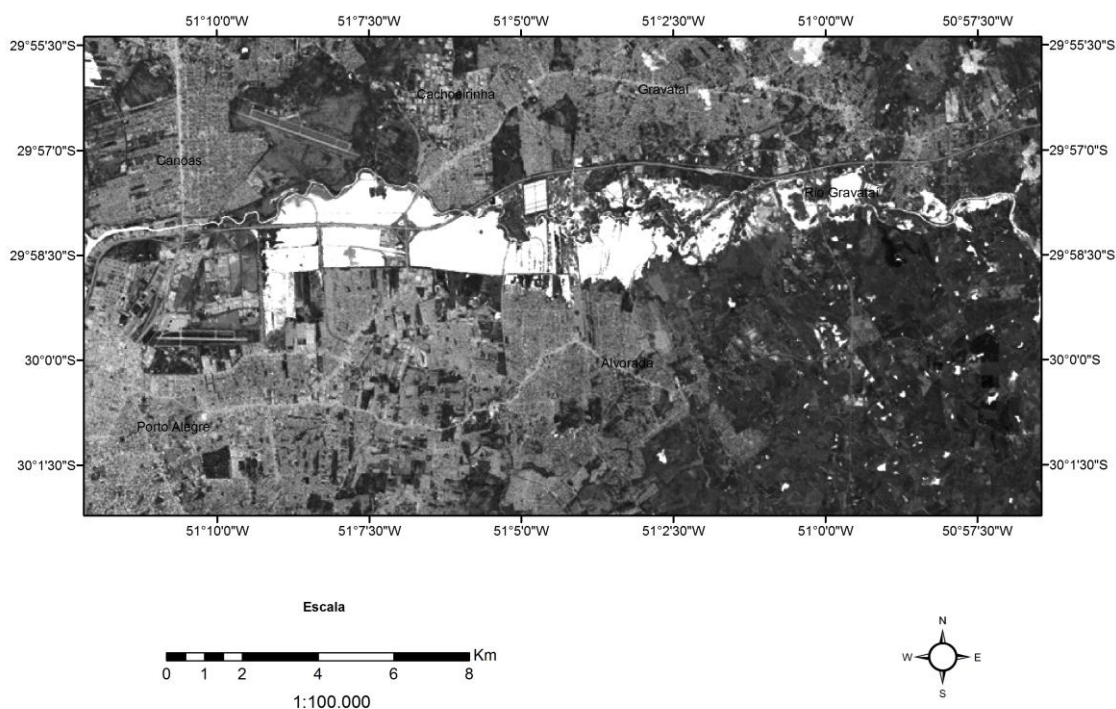 51°10'0"W 51°7'30"W 51°5'0"W 51°2'30"W 51°0'0"W 50°57'30"W
29°55'30"S 29°55'30"S
Cachoeirinha Gravataí
29°57'0"S 29°57'0"S
Canoas
Rio Gravataí
29°58'30"S 29°58'30"S
30°0'0"S 30°0'0"S
Alvorada
Porto Alegre
30°1'30"S 30°1'30"S
51°10'0"W 51°7'30"W 51°5'0"W 51°2'30"W 51°0'0"W 50°57'30"W
Escala
N
Km
W E
0 1 2 4 6 8
S
1:100.000